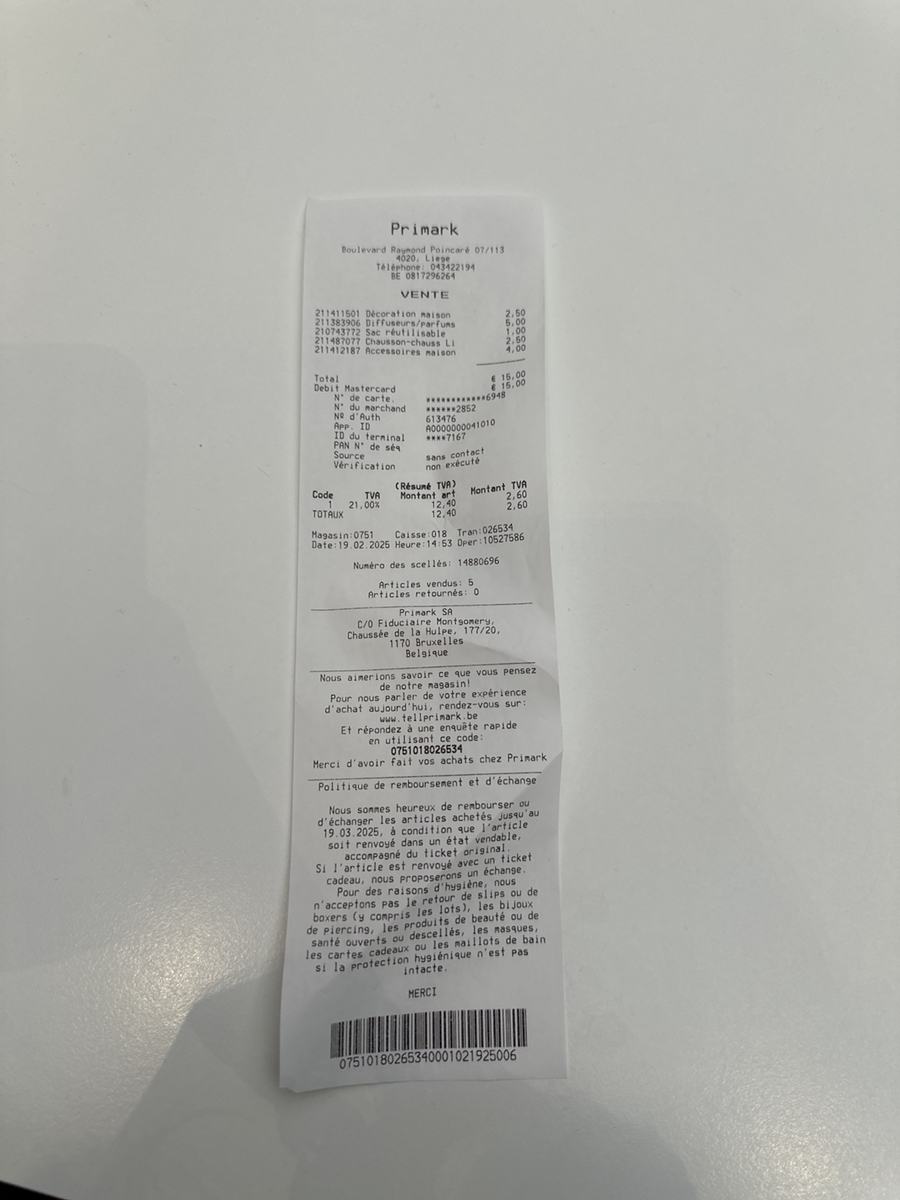 Primark
Boulevard Raymond Poincaré 07/113
4020, Liege
Téléphone: 043422194
BE 0817296264
VENTE
211411501 Décoration maison 2,50
211383906 Diffuseurs/parfums 5,00
210743772 Sac réutilisable 1,00
211487077 Chausson-chauss Li 2,50
211412187 Accessoires maison 4,00
Total € 15,00
Debit Mastercard € 15,00
N° de carte. ************6948
N° du marchand ******2852
Nº d'Auth 613476
App. ID A0000000041010
ID du terminal ****7167
PAN N° de séq
Source sans contact
Vérification non exécuté
(Résumé TVA)
Code TVA Montant art Montant TVA
1 21,00% 12,40 2,60
TOTAUX 12,40 2,60
Magasin:0751 Caisse:018 Tran:026534
Date:19.02.2025 Heure:14:53 Oper:10527586
Numéro des scellés: 14880696
Articles vendus: 5
Articles retournés: 0
Primark SA
C/O Fiduciaire Montgomery,
Chaussée de la Hulpe, 177/20,
1170 Bruxelles
Belgique
Nous aimerions savoir ce que vous pensez
de notre magasin!
Pour nous parler de votre expérience
d'achat aujourd'hui, rendez-vous sur:
www.tellprimark.be
Et répondez à une enquête rapide
en utilisant ce code:
0751018026534
Merci d'avoir fait vos achats chez Primark
Politique de remboursement et d'échange
Nous sommes heureux de rembourser ou
d'échanger les articles achetés jusqu'au
19.03.2025, à condition que l'article
soit renvoyé dans un état vendable,
accompagné du ticket original.
Si l'article est renvoyé avec un ticket
cadeau, nous proposerons un échange.
Pour des raisons d'hygiène, nous
n'acceptons pas le retour de slips ou de
boxers (y compris les lots), les bijoux
de piercing, les produits de beauté ou de
santé ouverts ou descellés, les masques,
les cartes cadeaux ou les maillots de bain
si la protection hygiénique n'est pas
intacte.
MERCI
07510180265340001021925006